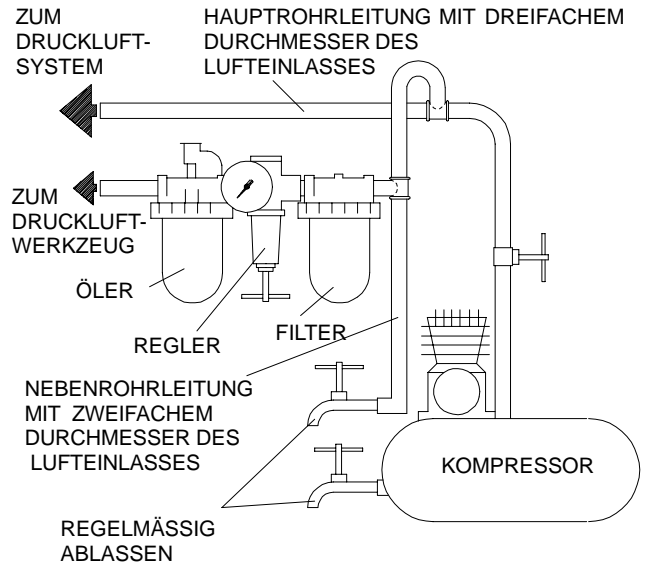 ZUM
DRUCKLUFT-
SYSTEM
HAUPTROHRLEITUNG MIT DREIFACHEM
DURCHMESSER DES
LUFTEINLASSES
ZUM
DRUCKLUFT-
WERKZEUG
ÖLER
REGLER
FILTER
NEBENROHRLEITUNG
MIT ZWEIFACHEM
DURCHMESSER DES
LUFTEINLASSES
KOMPRESSOR
REGELMÄSSIG
ABLASSEN